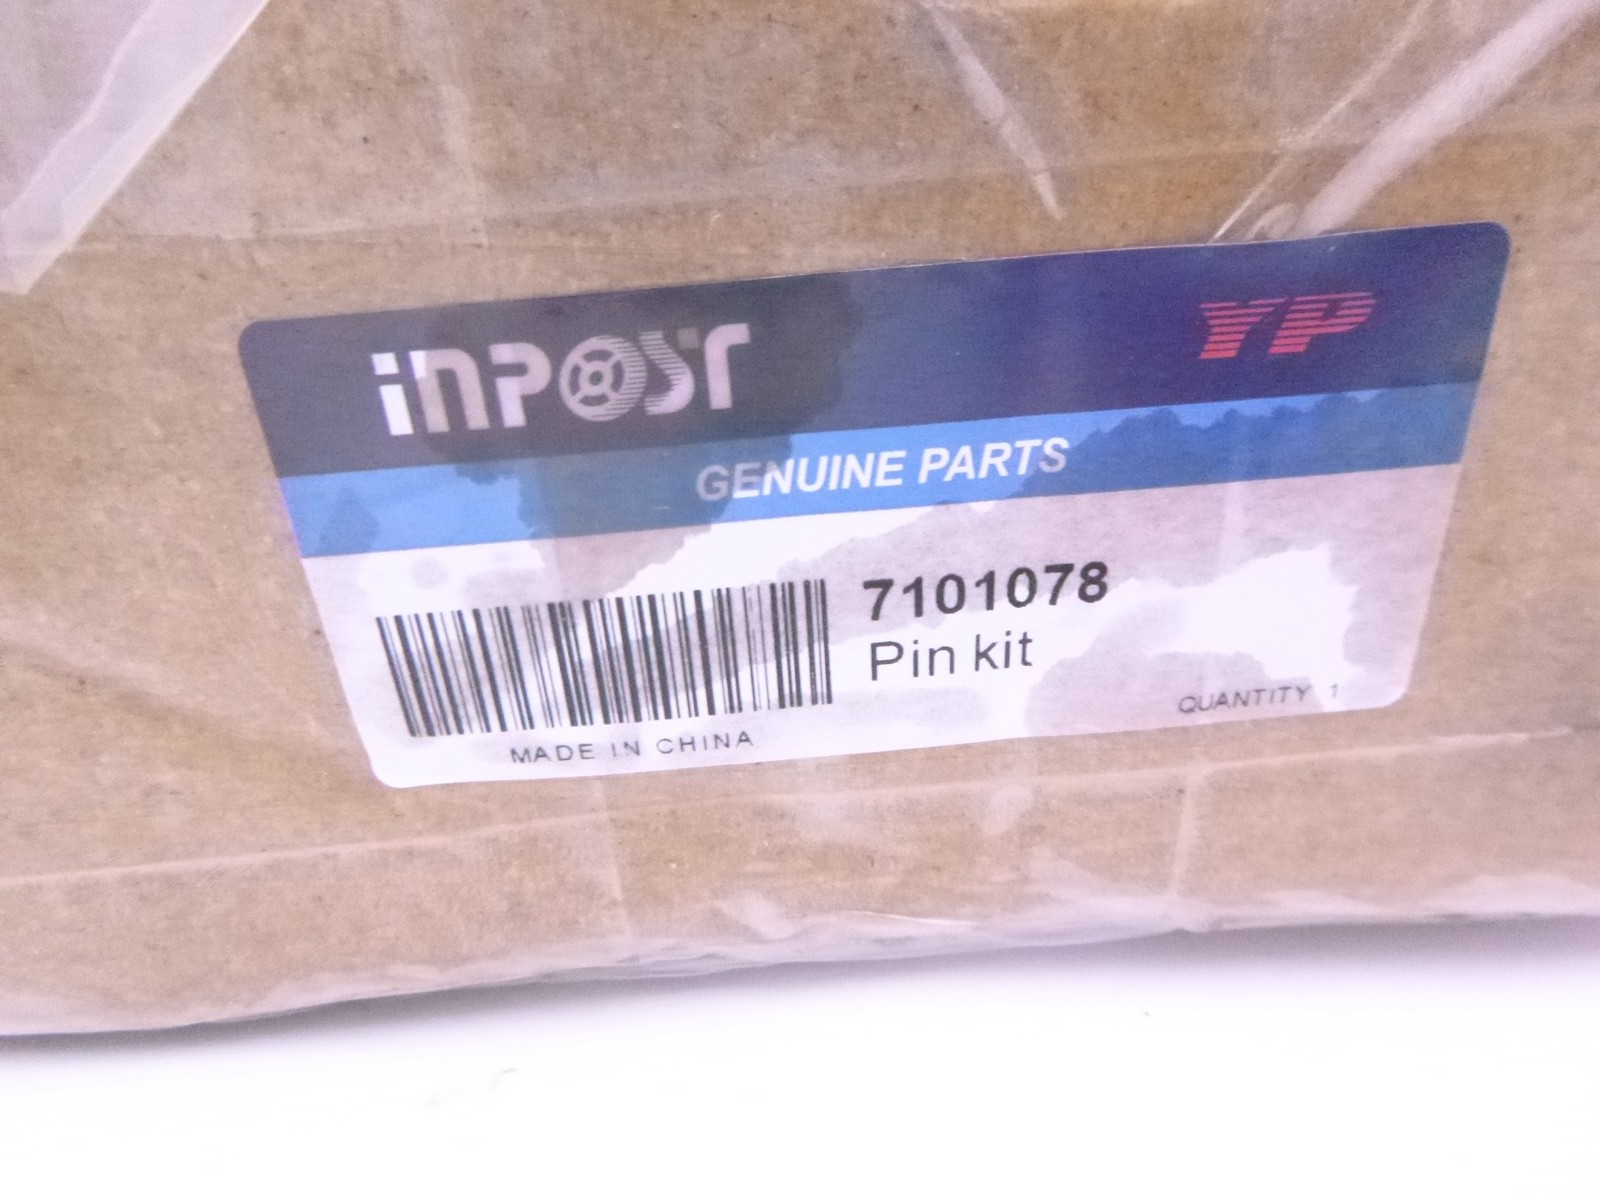 inpost YP
GENUINE PARTS
7101078
Pin kit
QUANTITY 1
MADE IN CHINA